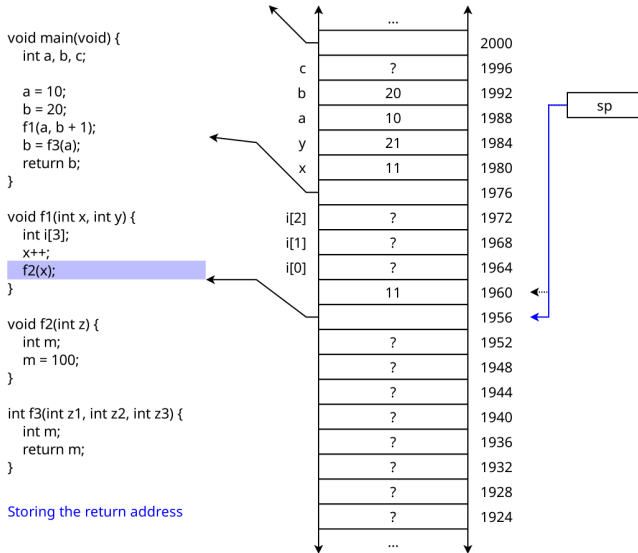 void main(void) {
int a, b, c;
a = 10;
b = 20;
f1(a, b + 1);
b = f3(a);
return b;
}
void f1(int x, int y) {
int i[3];
x++;
f2(x);
}
void f2(int z) {
int m;
m = 100;
}
int f3(int z1, int z2, int z3) {
int m;
return m;
}
Storing the return address
...
2000
c ? 1996
b 20 1992
a 10 1988
y 21 1984
x 11 1980
1976
i[2] ? 1972
i[1] ? 1968
i[0] ? 1964
11 1960
1956
? 1952
? 1948
? 1944
? 1940
? 1936
? 1932
? 1928
? 1924
...
sp